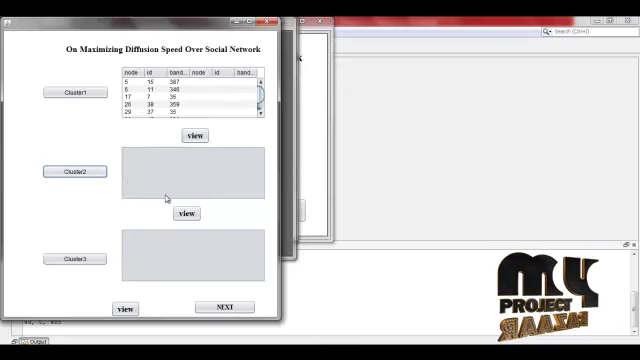 Search (Ctrl+I)
On Maximizing Diffusion Speed Over Social Network
node id band... node id band...
5 15 387
6 11 346
17 7 35
26 38 359
29 37 35
Cluster1
view
Cluster2
view
Cluster3
view
NEXT
MY
PROJECT
BAZAAR
Output